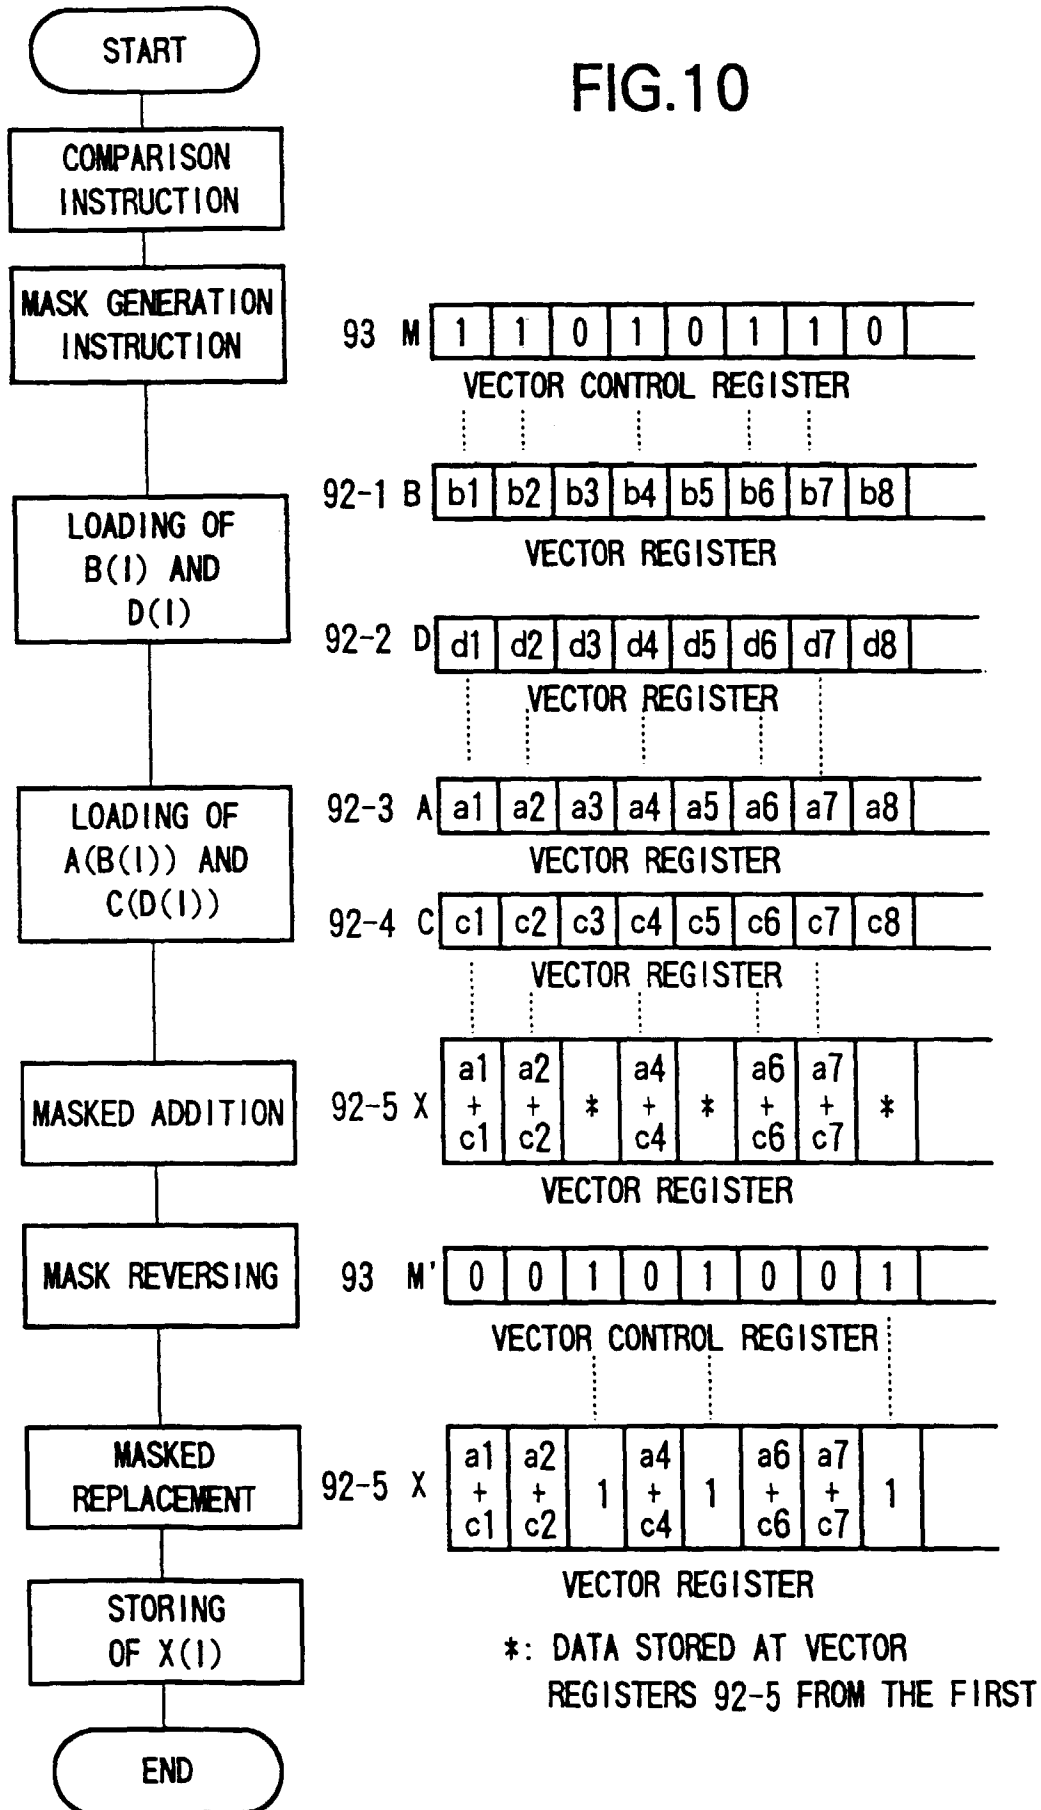 START
FIG.10
COMPARISON
INSTRUCTION
MASK GENERATION
INSTRUCTION
93 M 1 1 0 1 0 1 1 0
VECTOR CONTROL REGISTER
LOADING OF
B(I) AND
D(I)
92-1 B b1 b2 b3 b4 b5 b6 b7 b8
VECTOR REGISTER
92-2 D d1 d2 d3 d4 d5 d6 d7 d8
VECTOR REGISTER
LOADING OF
A(B(I)) AND
C(D(I))
92-3 A a1 a2 a3 a4 a5 a6 a7 a8
VECTOR REGISTER
92-4 C c1 c2 c3 c4 c5 c6 c7 c8
VECTOR REGISTER
MASKED ADDITION
a1 a2 a4 a6 a7
92-5 X + + * + * + + *
c1 c2 c4 c6 c7
VECTOR REGISTER
MASK REVERSING
93 M' 0 0 1 0 1 0 0 1
VECTOR CONTROL REGISTER
MASKED
REPLACEMENT
a1 a2 a4 a6 a7
92-5 X + + 1 + 1 + + 1
c1 c2 c4 c6 c7
VECTOR REGISTER
STORING
OF X(I)
*: DATA STORED AT VECTOR
REGISTERS 92-5 FROM THE FIRST
END